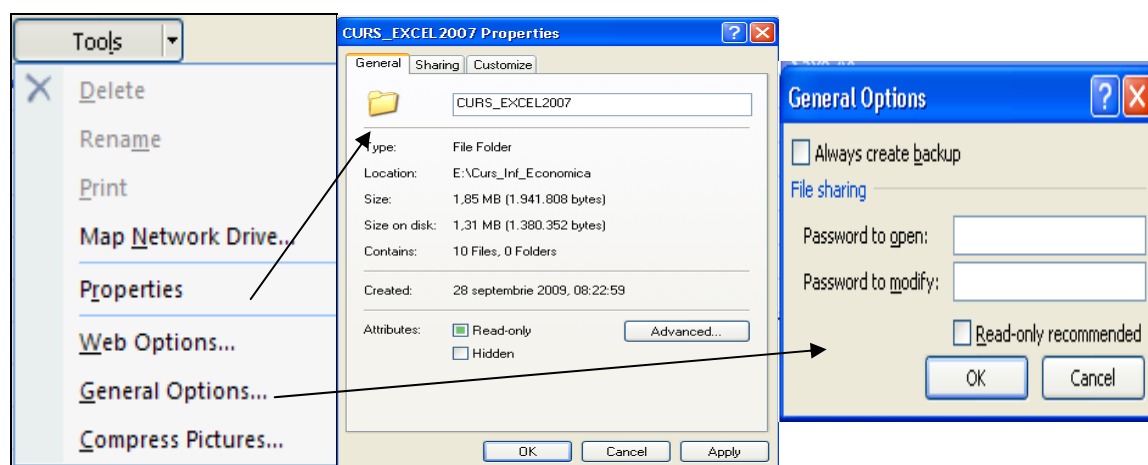 Tools
Delete
Rename
Print
Map Network Drive...
Properties
Web Options...
General Options...
Compress Pictures...
CURS_EXCEL2007 Properties
General Sharing Customize
CURS_EXCEL2007
Type: File Folder
Location: E:\Curs_Inf_Economica
Size: 1,85 MB (1.941.808 bytes)
Size on disk: 1,31 MB (1.380.352 bytes)
Contains: 10 Files, 0 Folders
Created: 28 septembrie 2009, 08:22:59
Attributes: Read-only Advanced...
Hidden
OK Cancel Apply
General Options
Always create backup
File sharing
Password to open:
Password to modify:
Read-only recommended
OK Cancel